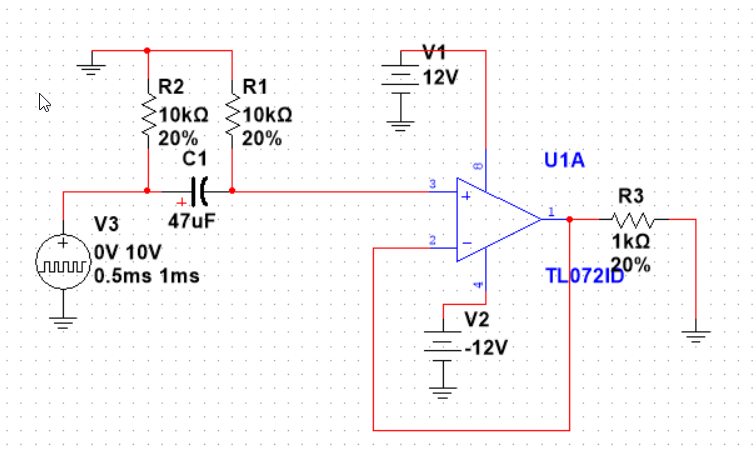 V1
12V
R2
10kΩ
20%
R1
10kΩ
20%
C1
+
47uF
V3
+
0V 10V
0.5ms 1ms
U1A
8
3
+
2
−
1
4
TL072ID
R3
1kΩ
20%
V2
-12V